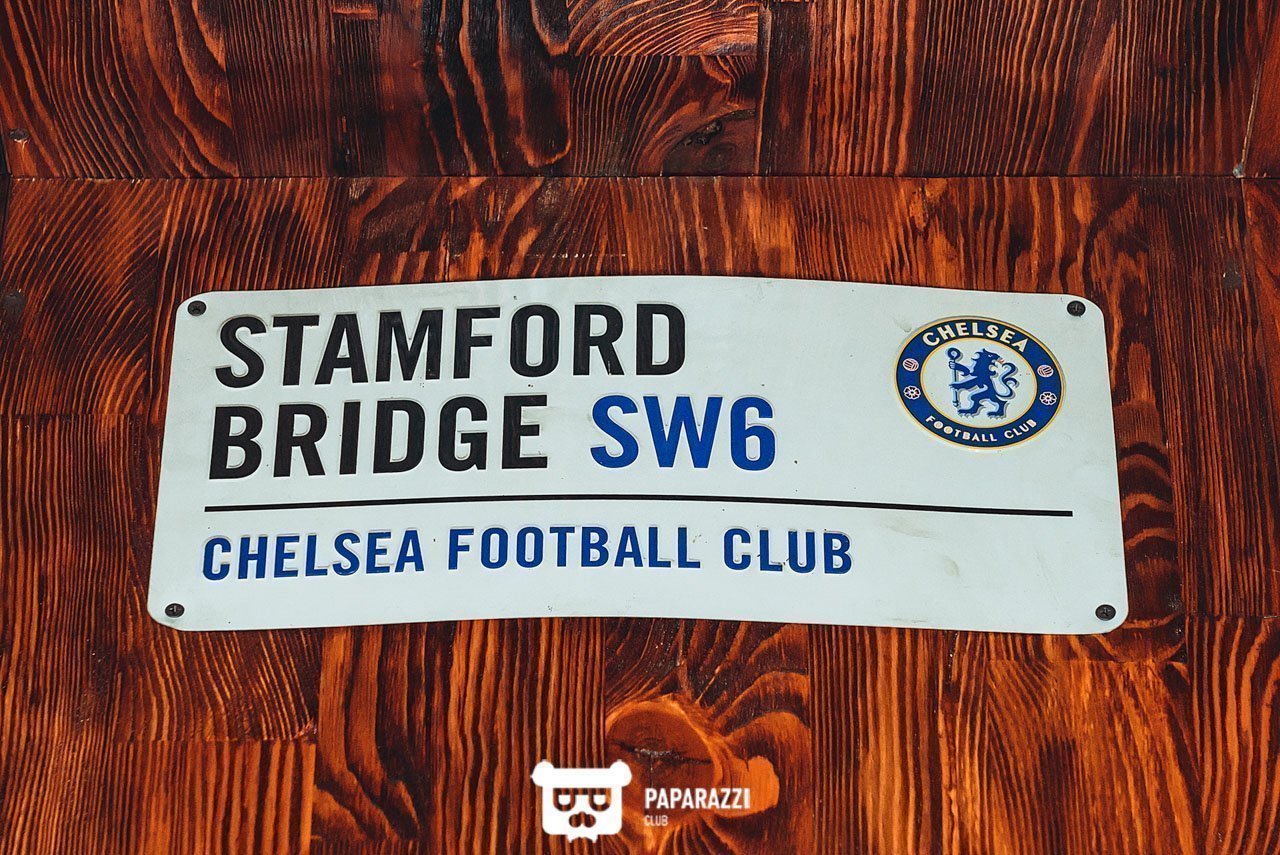 STAMFORD
BRIDGE SW6
CHELSEA
FOOTBALL CLUB
CHELSEA FOOTBALL CLUB
PAPARAZZI
CLUB